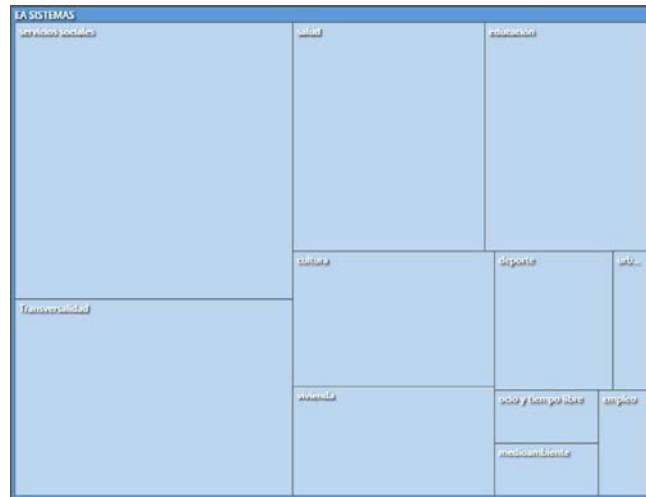 EA SISTEMAS
servicios sociales
salud
educación
cultura
deporte
urb...
Transversalidad
vivienda
ocio y tiempo libre
empleo
medioambiente